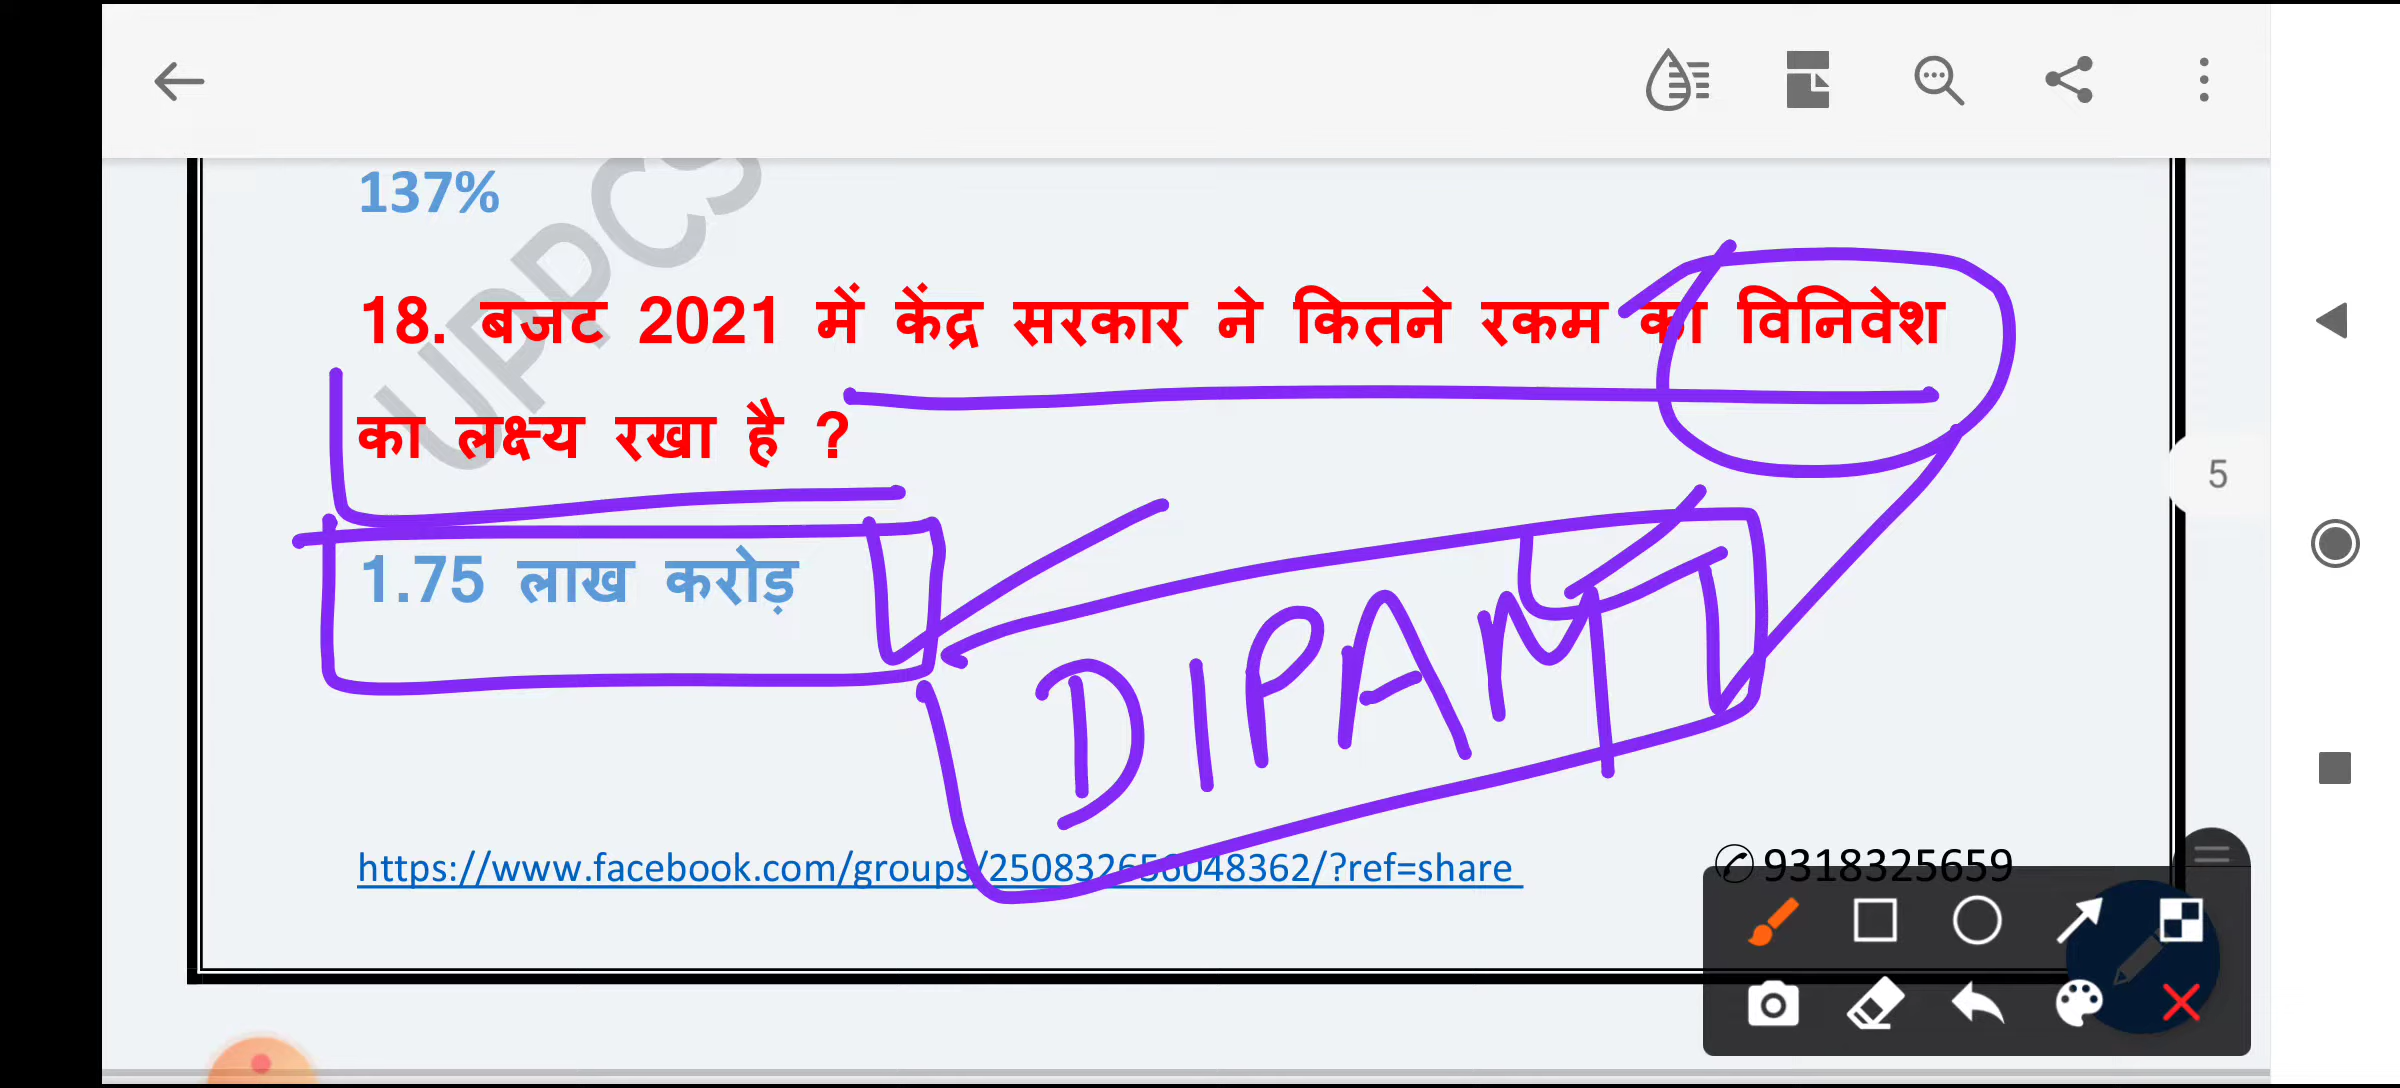 137%
UPPCS
18. बजट 2021 में केंद्र सरकार ने कितने रकम का विनिवेश
का लक्ष्य रखा है ?
1.75 लाख करोड़
DIPAM
5
https://www.facebook.com/groups/250832656048362/?ref=share
9318325659